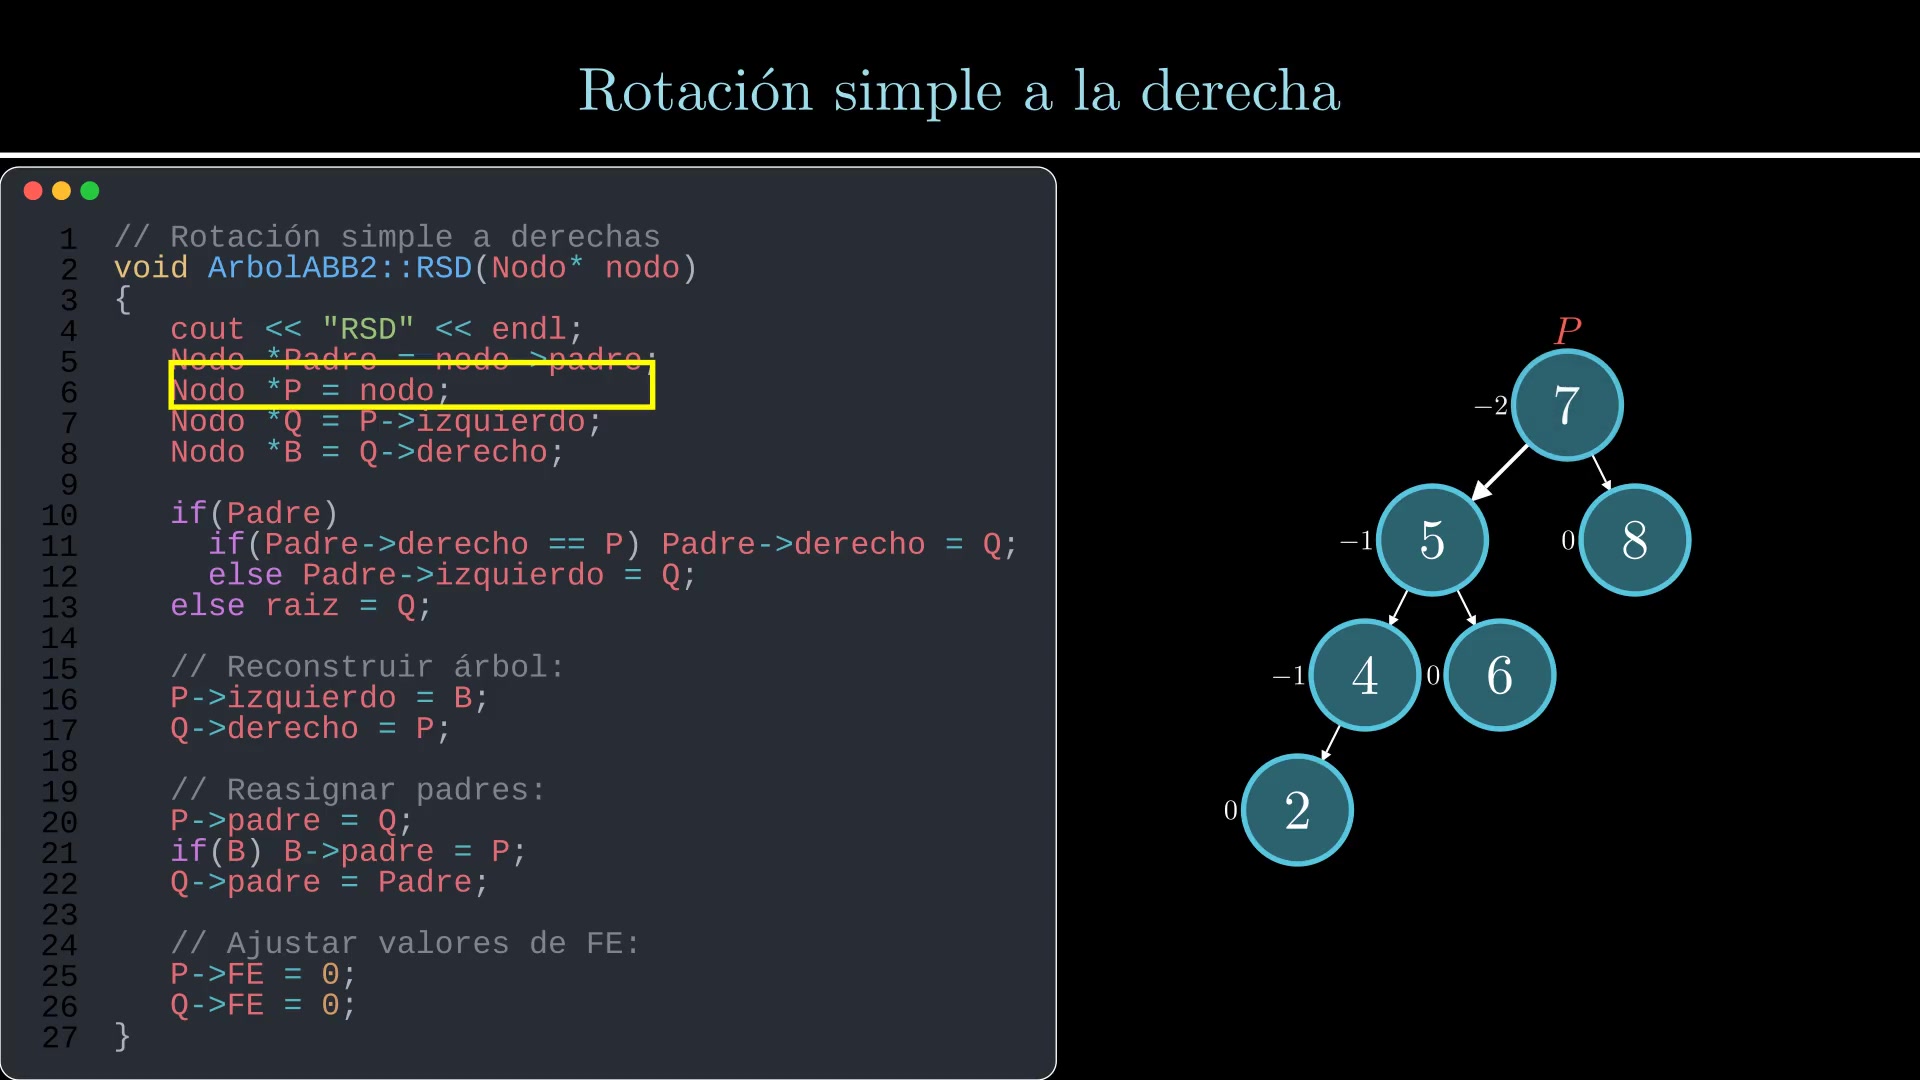 Rotación simple a la derecha
1 // Rotación simple a derechas
2 void ArbolABB2::RSD(Nodo* nodo)
3 {
4 cout << "RSD" << endl;
5 Nodo *Padre = nodo->padre;
6 Nodo *P = nodo;
7 Nodo *Q = P->izquierdo;
8 Nodo *B = Q->derecho;
9
10 if(Padre)
11 if(Padre->derecho == P) Padre->derecho = Q;
12 else Padre->izquierdo = Q;
13 else raiz = Q;
14
15 // Reconstruir árbol:
16 P->izquierdo = B;
17 Q->derecho = P;
18
19 // Reasignar padres:
20 P->padre = Q;
21 if(B) B->padre = P;
22 Q->padre = Padre;
23
24 // Ajustar valores de FE:
25 P->FE = 0;
26 Q->FE = 0;
27 }
P
−2 7
−1 5 0 8
−1 4 0 6
0 2